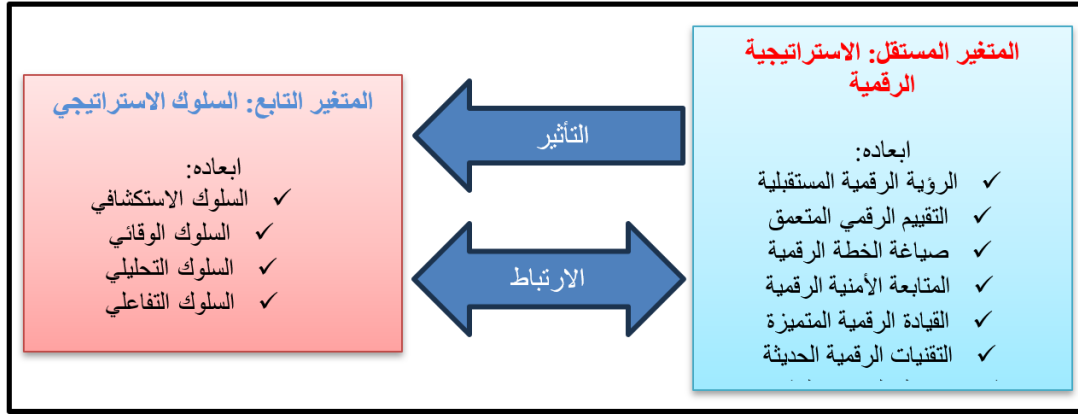 المتغير المستقل: الاستراتيجية
الرقمية
ابعاده:
✓ الرؤية الرقمية المستقبلية
✓ التقييم الرقمي المتعمق
✓ صياغة الخطة الرقمية
✓ المتابعة الأمنية الرقمية
✓ القيادة الرقمية المتميزة
✓ التقنيات الرقمية الحديثة
التأثير
الارتباط
المتغير التابع: السلوك الاستراتيجي
ابعاده:
✓ السلوك الاستكشافي
✓ السلوك الوقائي
✓ السلوك التحليلي
✓ السلوك التفاعلي